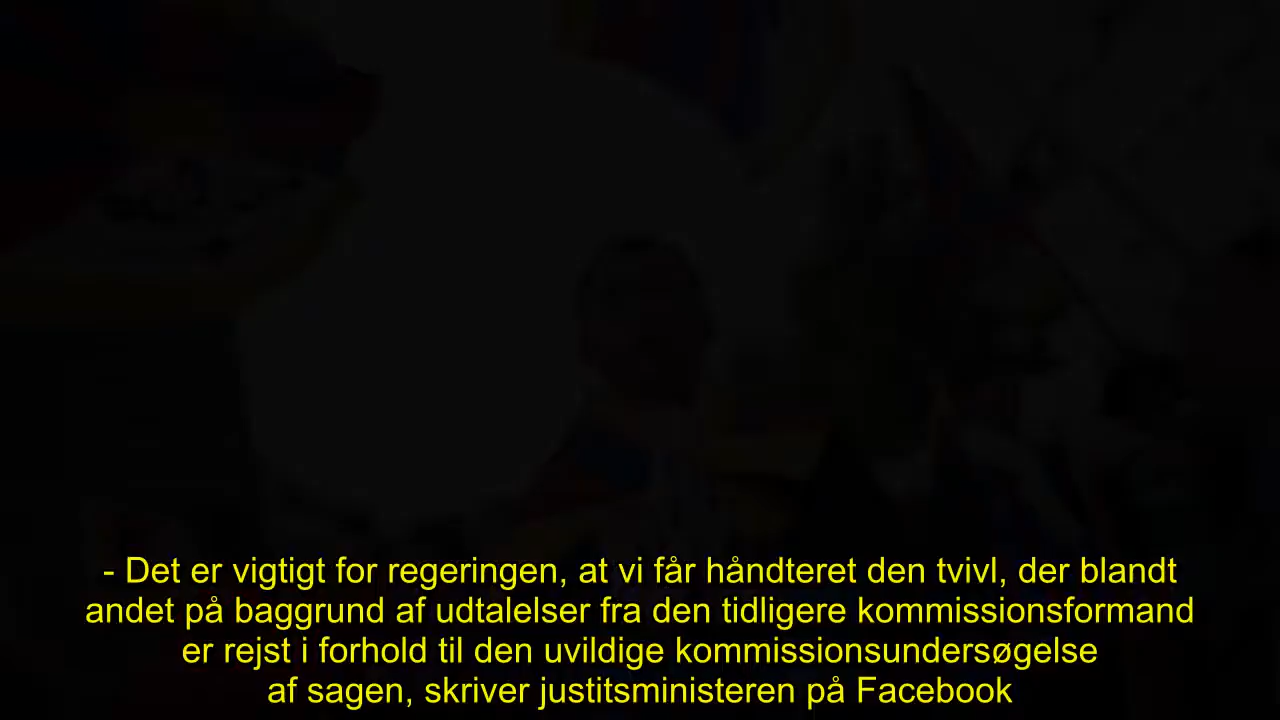 - Det er vigtigt for regeringen, at vi får håndteret den tvivl, der blandt
andet på baggrund af udtalelser fra den tidligere kommissionsformand
er rejst i forhold til den uvildige kommissionsundersøgelse
af sagen, skriver justitsministeren på Facebook